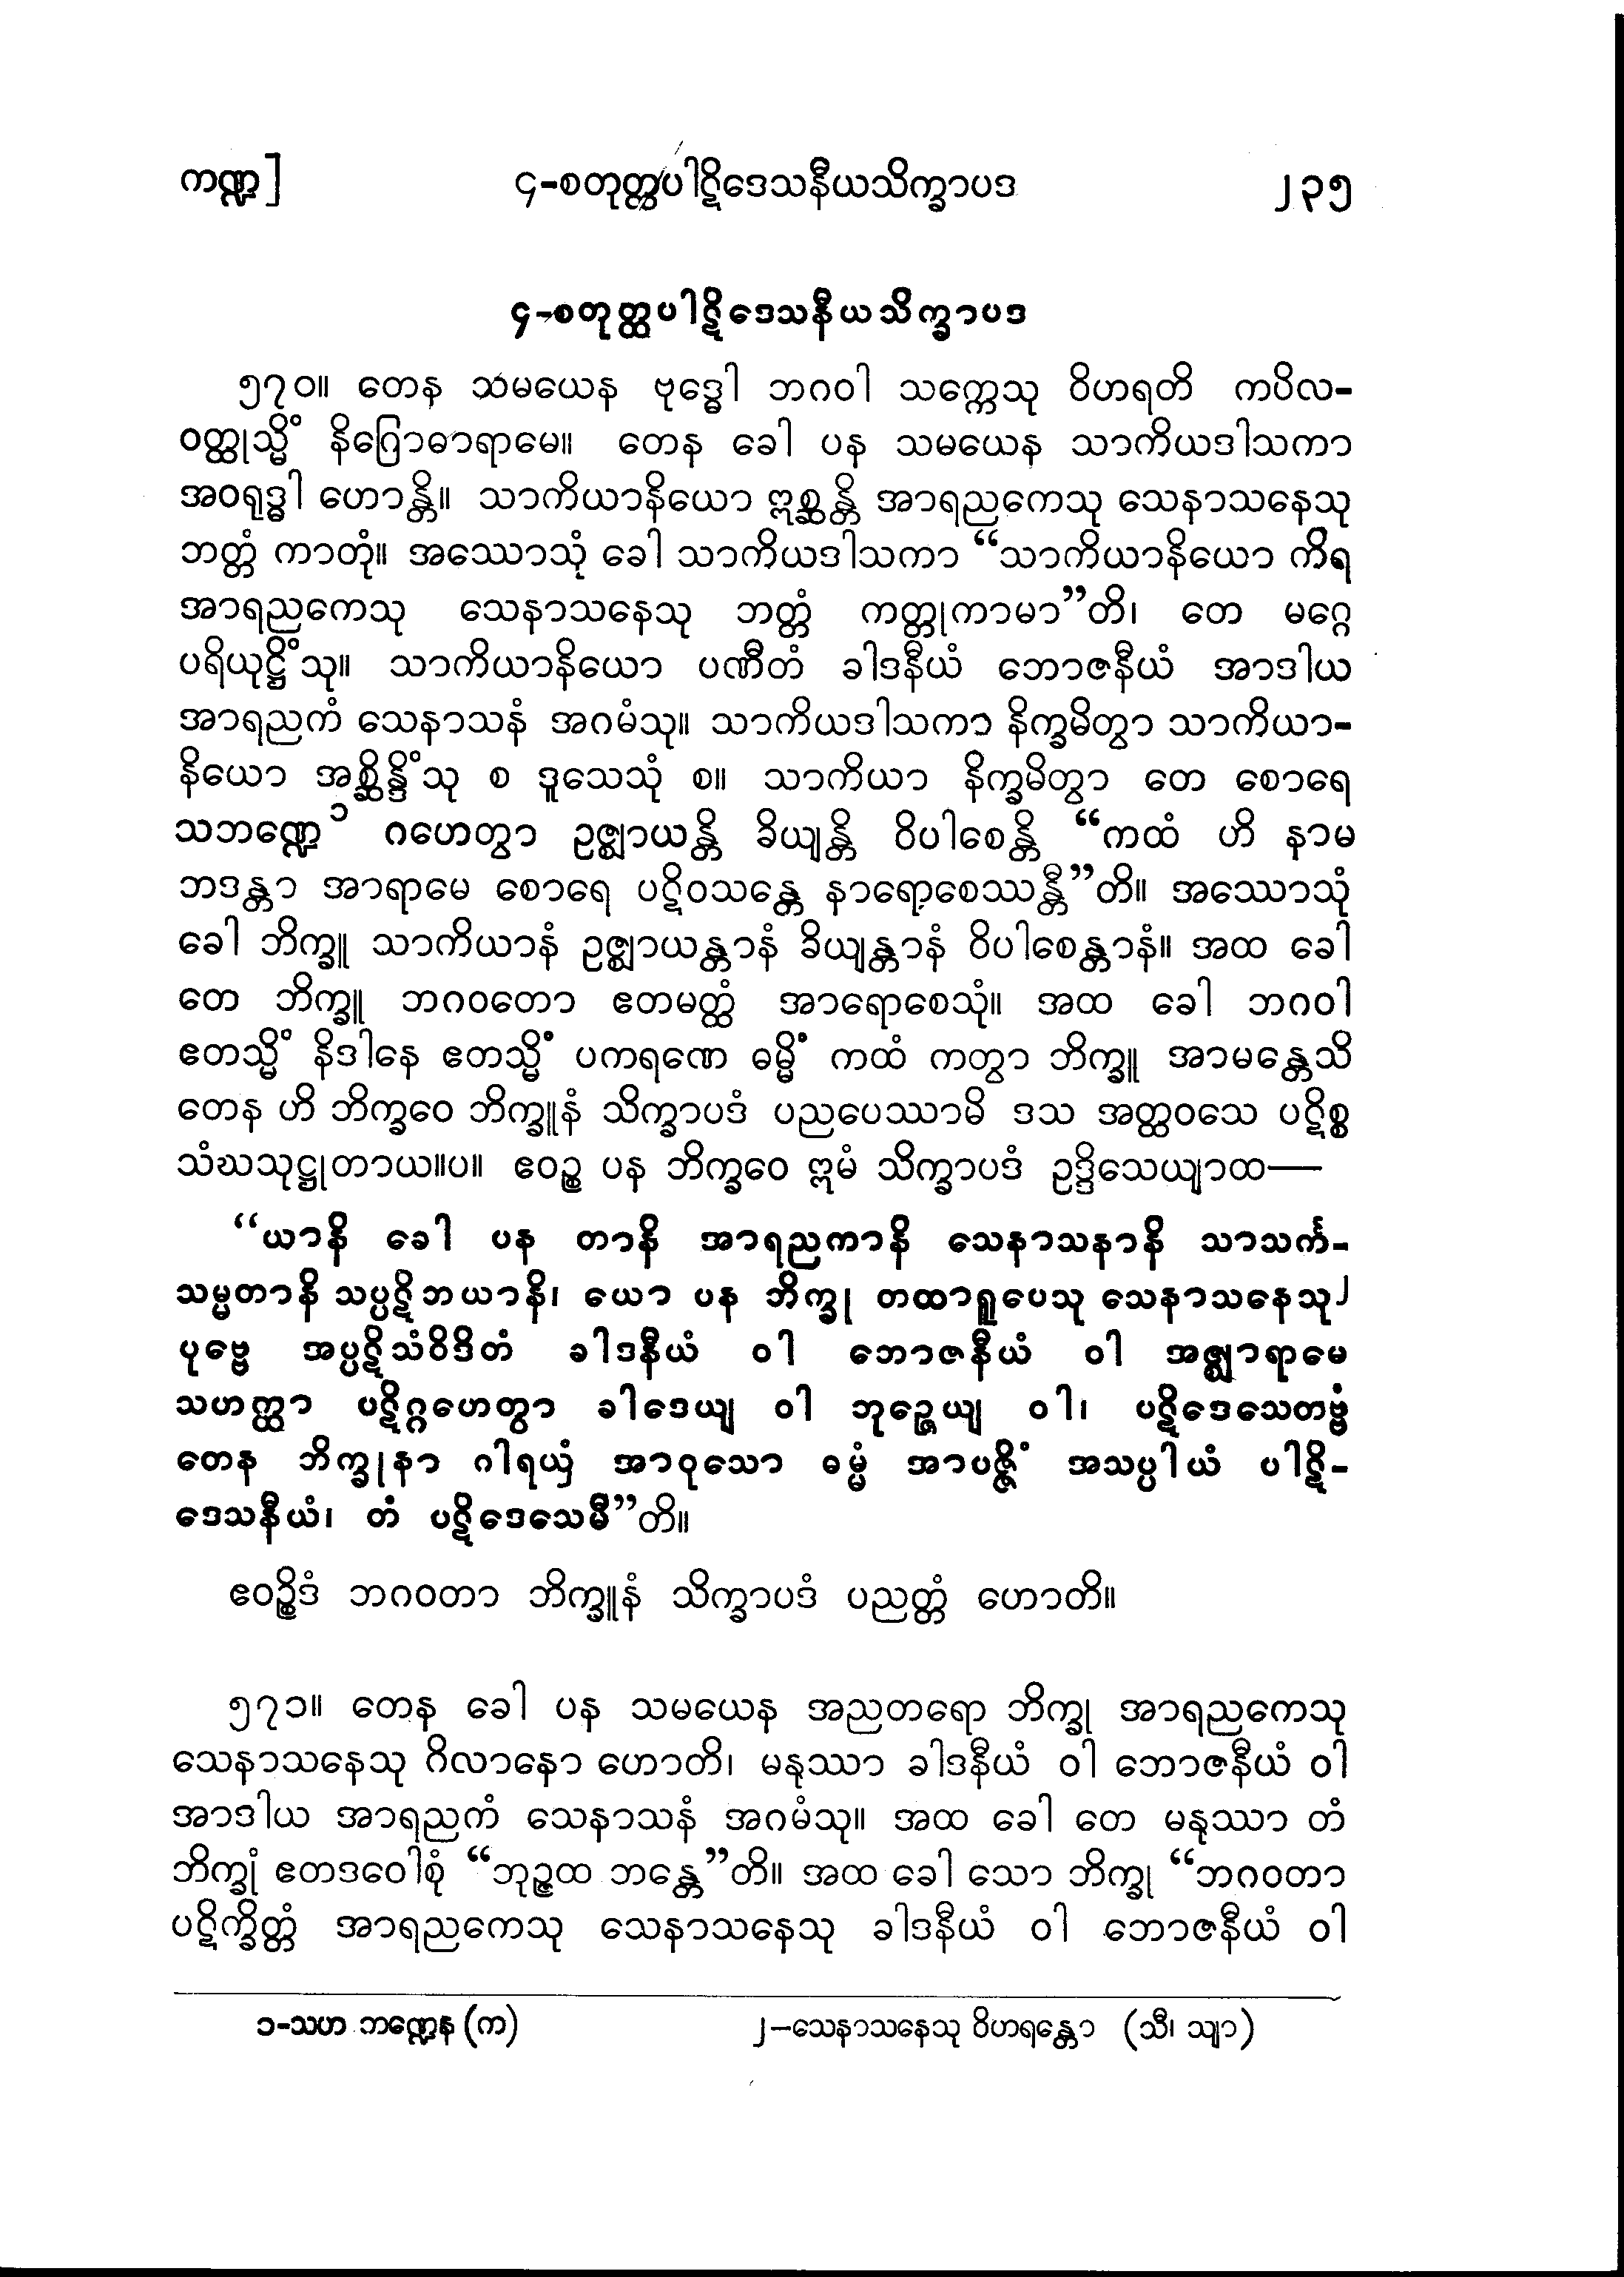 ကဏ္ဍ] ၄-စတုတ္ထပါဋိဒေသနီယသိက္ခာပဒ ၂၃၅
၄-စတုတ္ထပါဋိဒေသနီယသိက္ခာပဒ
၅၇၀။ တေန သမယေန ဗုဒ္ဓေါ ဘဂဝါ သက္ကေသု ဝိဟရတိ ကပိလ-
ဝတ္ထုသ္မိံ နိဂြောဓာရာမေ။ တေန ခေါ ပန သမယေန သာကိယဒါသကာ
အဝရုဒ္ဓါ ဟောန္တိ။ သာကိယာနိယော ဣစ္ဆန္တိ အာရညကေသု သေနာသနေသု
ဘတ္တံ ကာတုံ။ အဿောသုံ ခေါ သာကိယဒါသကာ “သာကိယာနိယော ကိရ
အာရညကေသု သေနာသနေသု ဘတ္တံ ကတ္တုကာမာ”တိ၊ တေ မဂ္ဂေ
ပရိယုဋ္ဌိံသု။ သာကိယာနိယော ပဏီတံ ခါဒနီယံ ဘောဇနီယံ အာဒါယ
အာရညကံ သေနာသနံ အဂမံသု။ သာကိယဒါသကာ နိက္ခမိတွာ သာကိယာ-
နိယော အစ္ဆိန္ဒိံသု စ ဒူသေသုံ စ။ သာကိယာ နိက္ခမိတွာ တေ စောရေ
သဘဏ္ဍေ ၁ ဂဟေတွာ ဥဇ္ဈာယန္တိ ခိယျန္တိ ဝိပါစေန္တိ “ကထံ ဟိ နာမ
ဘဒန္တာ အာရာမေ စောရေ ပဋိဝသန္တေ နာရောစေဿန္တီ”တိ။ အဿောသုံ
ခေါ ဘိက္ခူ သာကိယာနံ ဥဇ္ဈာယန္တာနံ ခိယျန္တာနံ ဝိပါစေန္တာနံ။ အထ ခေါ
တေ ဘိက္ခူ ဘဂဝတော ဧတမတ္ထံ အာရောစေသုံ။ အထ ခေါ ဘဂဝါ
ဧတသ္မိံ နိဒါနေ ဧတသ္မိံ ပကရဏေ ဓမ္မိံ ကထံ ကတွာ ဘိက္ခူ အာမန္တေသိ
တေန ဟိ ဘိက္ခဝေ ဘိက္ခူနံ သိက္ခာပဒံ ပညပေဿာမိ ဒသ အတ္ထဝသေ ပဋိစ္စ
သံဃသုဋ္ဌုတာယ။ပ။ ဧဝဉ္စ ပန ဘိက္ခဝေ ဣမံ သိက္ခာပဒံ ဥဒ္ဒိသေယျာထ—
“ယာနိ ခေါ ပန တာနိ အာရညကာနိ သေနာသနာနိ သာသင်္က-
သမ္မတာနိ သပ္ပဋိဘယာနိ၊ ယော ပန ဘိက္ခု တထာရူပေသု သေနာသနေသု၂
ပုဗ္ဗေ အပ္ပဋိသံဝိဒိတံ ခါဒနီယံ ဝါ ဘောဇနီယံ ဝါ အဇ္ဈာရာမေ
သဟတ္ထာ ပဋိဂ္ဂဟေတွာ ခါဒေယျ ဝါ ဘုဉ္ဇေယျ ဝါ၊ ပဋိဒေသေတဗ္ဗံ
တေန ဘိက္ခုနာ ဂါရယှံ အာဝုသော ဓမ္မံ အာပဇ္ဇိံ အသပ္ပါယံ ပါဋိ-
ဒေသနီယံ၊ တံ ပဋိဒေသေမီ”တိ။
ဧဝဉ္စိဒံ ဘဂဝတာ ဘိက္ခူနံ သိက္ခာပဒံ ပညတ္တံ ဟောတိ။
၅၇၁။ တေန ခေါ ပန သမယေန အညတရော ဘိက္ခု အာရညကေသု
သေနာသနေသု ဂိလာနော ဟောတိ၊ မနုဿာ ခါဒနီယံ ဝါ ဘောဇနီယံ ဝါ
အာဒါယ အာရညကံ သေနာသနံ အဂမံသု။ အထ ခေါ တေ မနုဿာ တံ
ဘိက္ခုံ ဧတဒဝေါစုံ “ဘုဉ္ဇထ ဘန္တေ”တိ။ အထ ခေါ သော ဘိက္ခု “ဘဂဝတာ
ပဋိက္ခိတ္တံ အာရညကေသု သေနာသနေသု ခါဒနီယံ ဝါ ဘောဇနီယံ ဝါ
၁-သဟ ဘဏ္ဍေန (က) ၂-သေနာသနေသု ဝိဟရန္တော (သီ၊ သျာ)